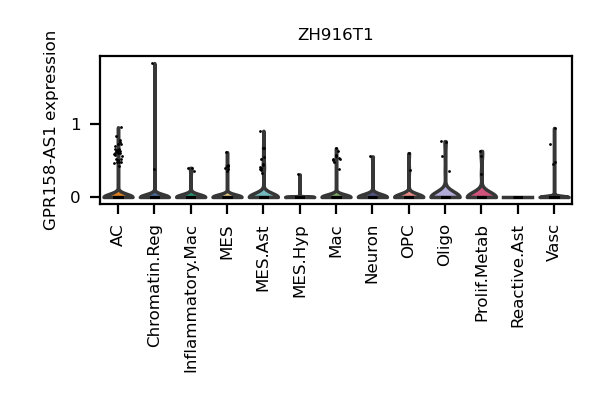 ZH916T1
GPR158-AS1 expression
1
0
AC
Chromatin.Reg
Inflammatory.Mac
MES
MES.Ast
MES.Hyp
Mac
Neuron
OPC
Oligo
Prolif.Metab
Reactive.Ast
Vasc